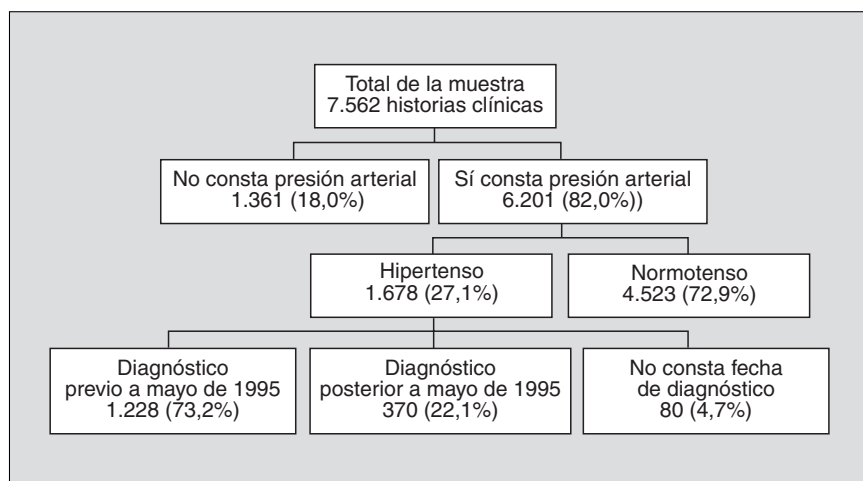 Total de la muestra
7.562 historias clínicas
No consta presión arterial
1.361 (18,0%)
Sí consta presión arterial
6.201 (82,0%))
Hipertenso
1.678 (27,1%)
Normotenso
4.523 (72,9%)
Diagnóstico
previo a mayo de 1995
1.228 (73,2%)
Diagnóstico
posterior a mayo de 1995
370 (22,1%)
No consta fecha
de diagnóstico
80 (4,7%)